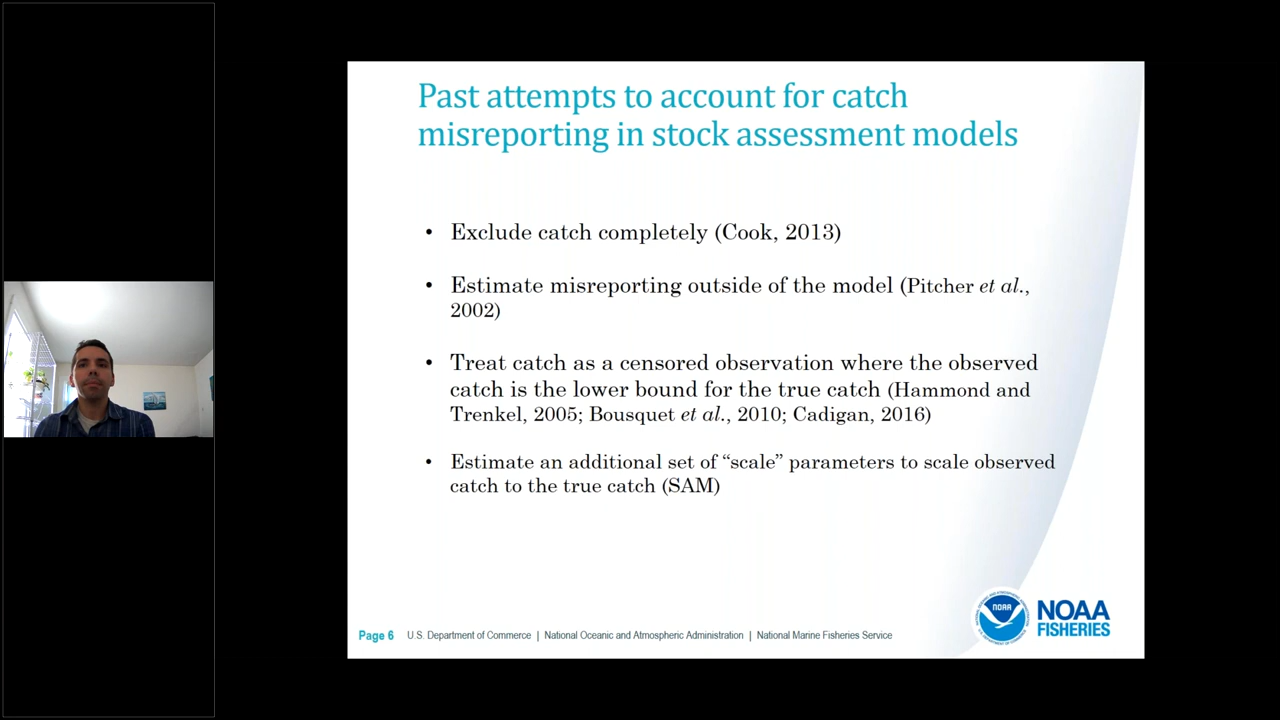 Past attempts to account for catch
misreporting in stock assessment models
• Exclude catch completely (Cook, 2013)
• Estimate misreporting outside of the model (Pitcher et al.,
2002)
• Treat catch as a censored observation where the observed
catch is the lower bound for the true catch (Hammond and
Trenkel, 2005; Bousquet et al., 2010; Cadigan, 2016)
• Estimate an additional set of “scale” parameters to scale observed
catch to the true catch (SAM)
NOAA
NOAA
FISHERIES
Page 6 U.S. Department of Commerce | National Oceanic and Atmospheric Administration | National Marine Fisheries Service